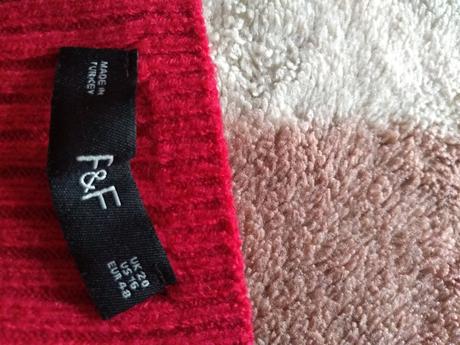 MADE IN
TURKEY
F&F
UK 20
US 16
EUR 48